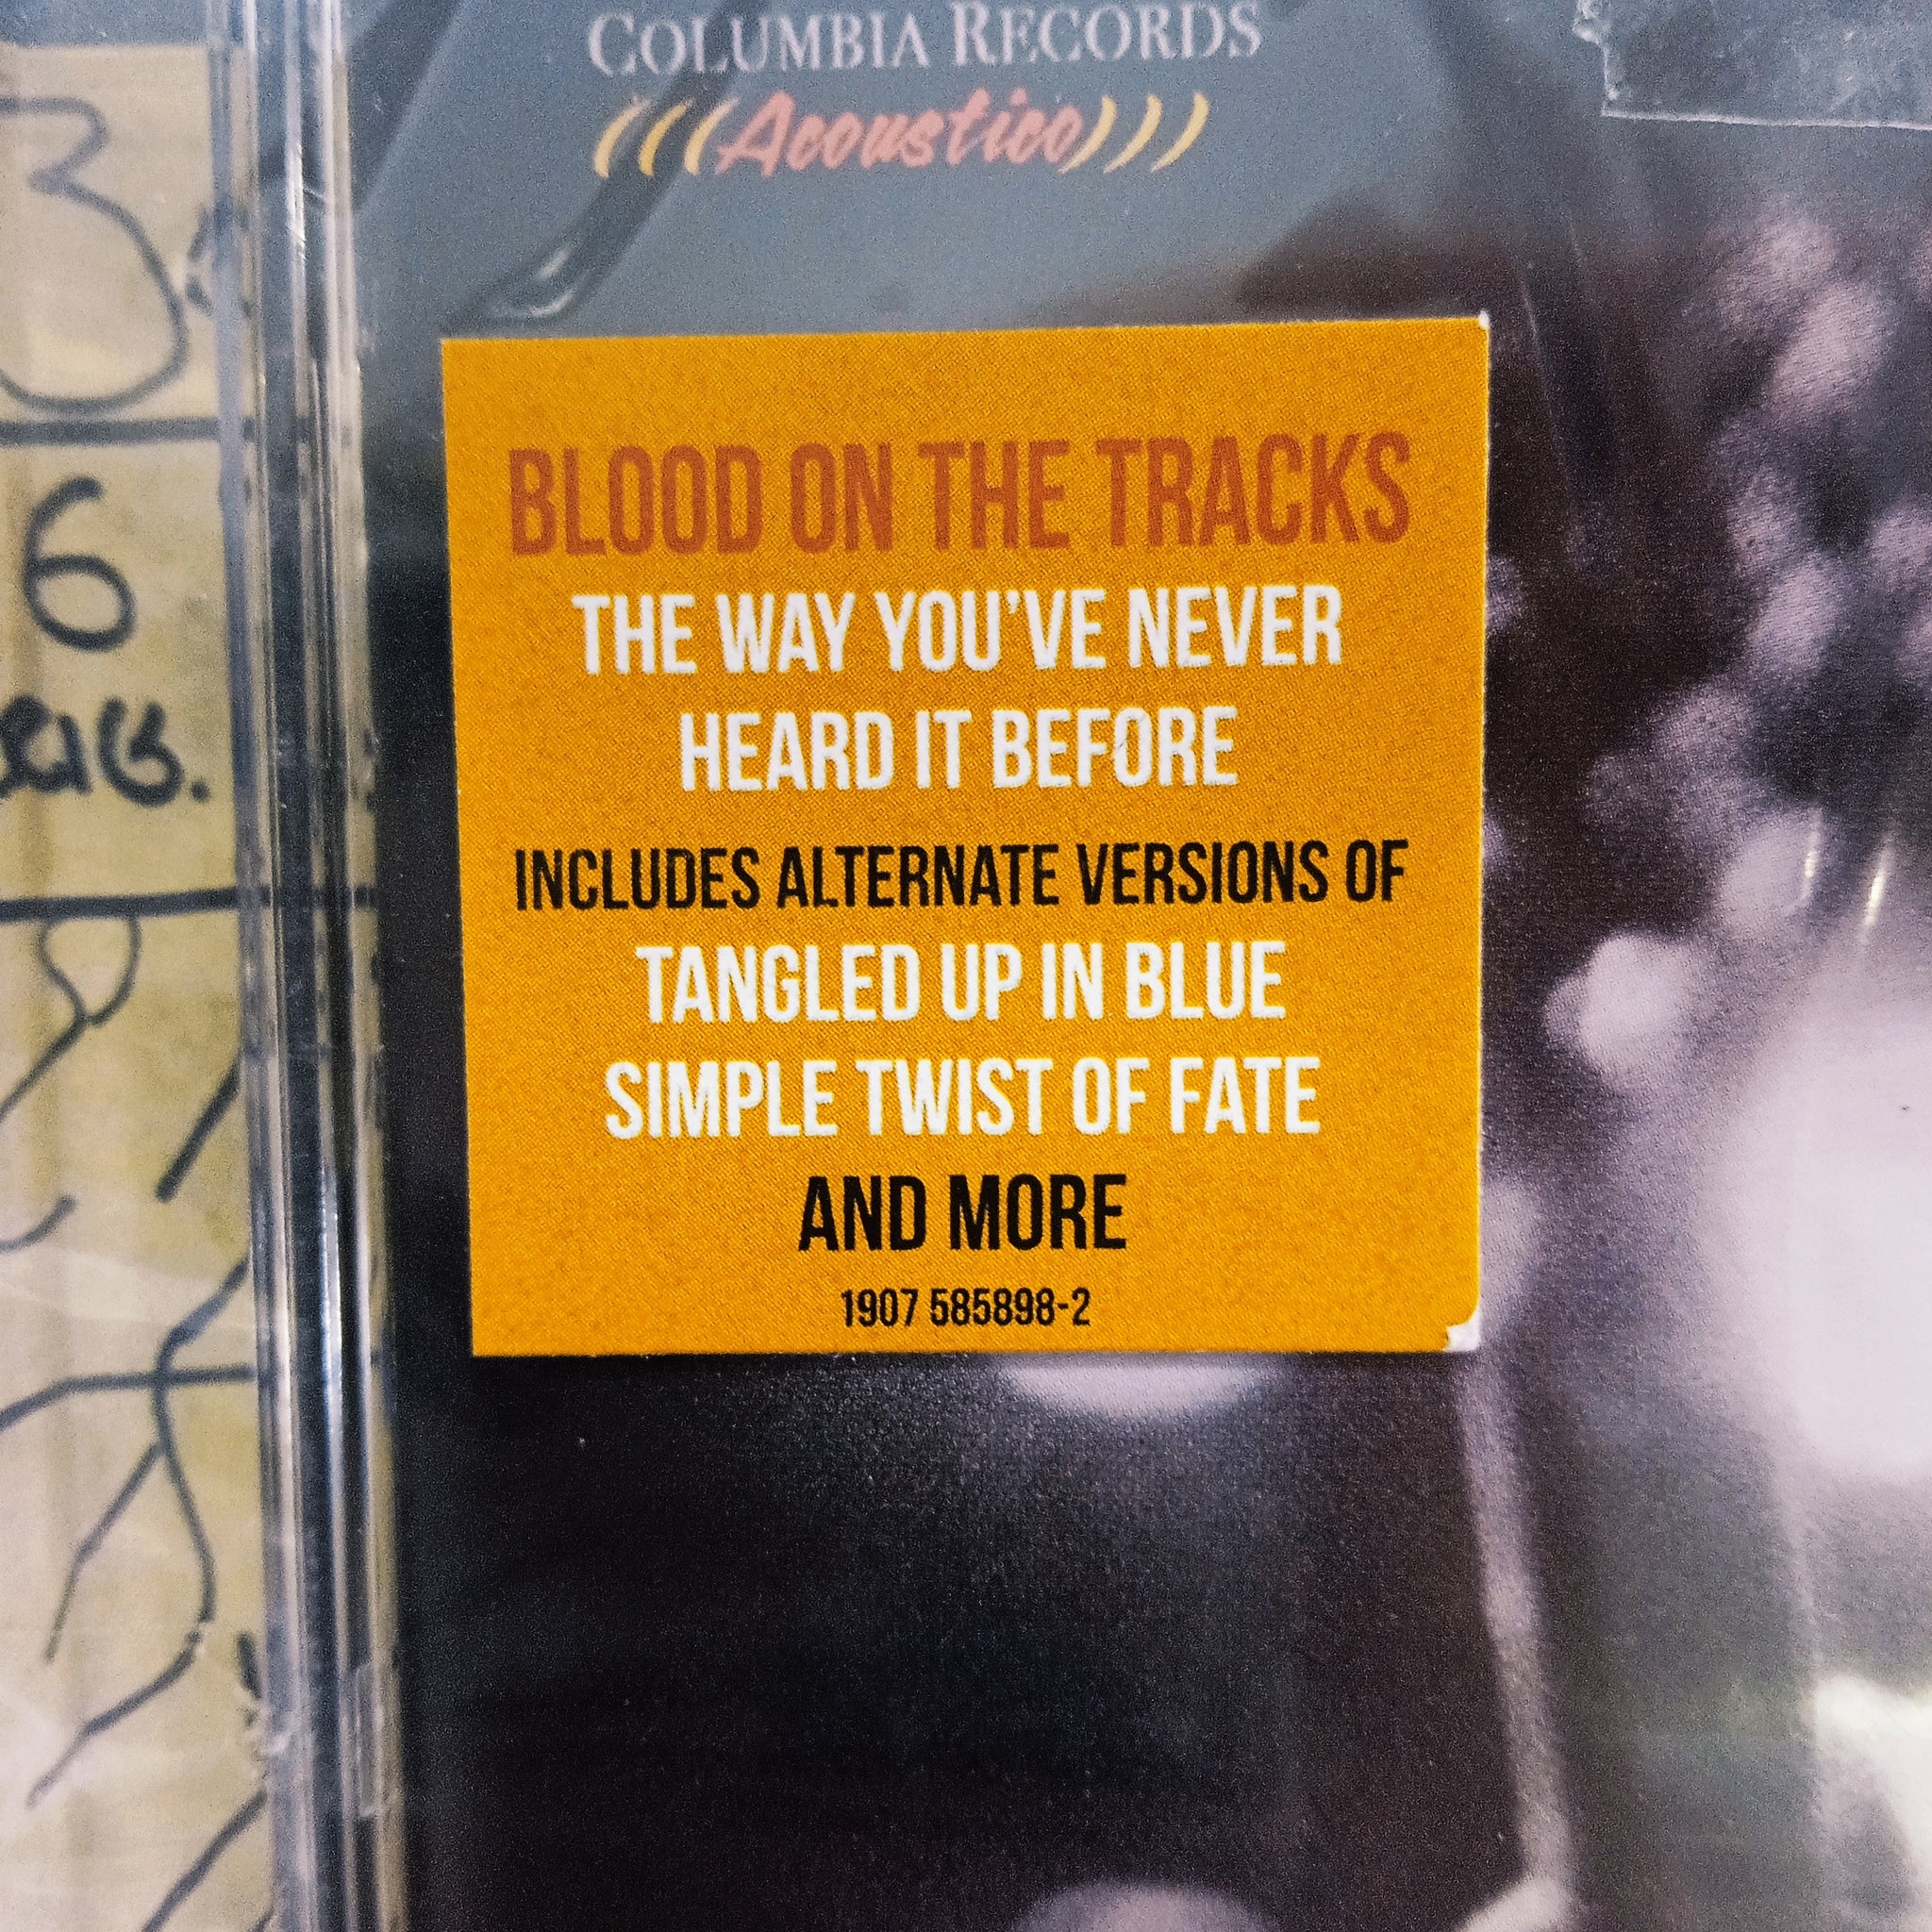 COLUMBIA RECORDS
(((Acoustico)))
BLOOD ON THE TRACKS
THE WAY YOU'VE NEVER
HEARD IT BEFORE
INCLUDES ALTERNATE VERSIONS OF
TANGLED UP IN BLUE
SIMPLE TWIST OF FATE
AND MORE
1907 585898-2
3
6